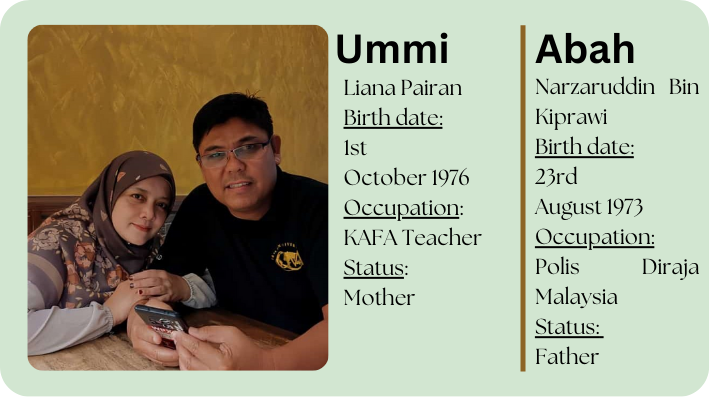 Ummi
Liana Pairan
Birth date:
1st
October 1976
Occupation:
KAFA Teacher
Status:
Mother
Abah
Narzaruddin Bin
Kiprawi
Birth date:
23rd
August 1973
Occupation:
Polis Diraja
Malaysia
Status:
Father